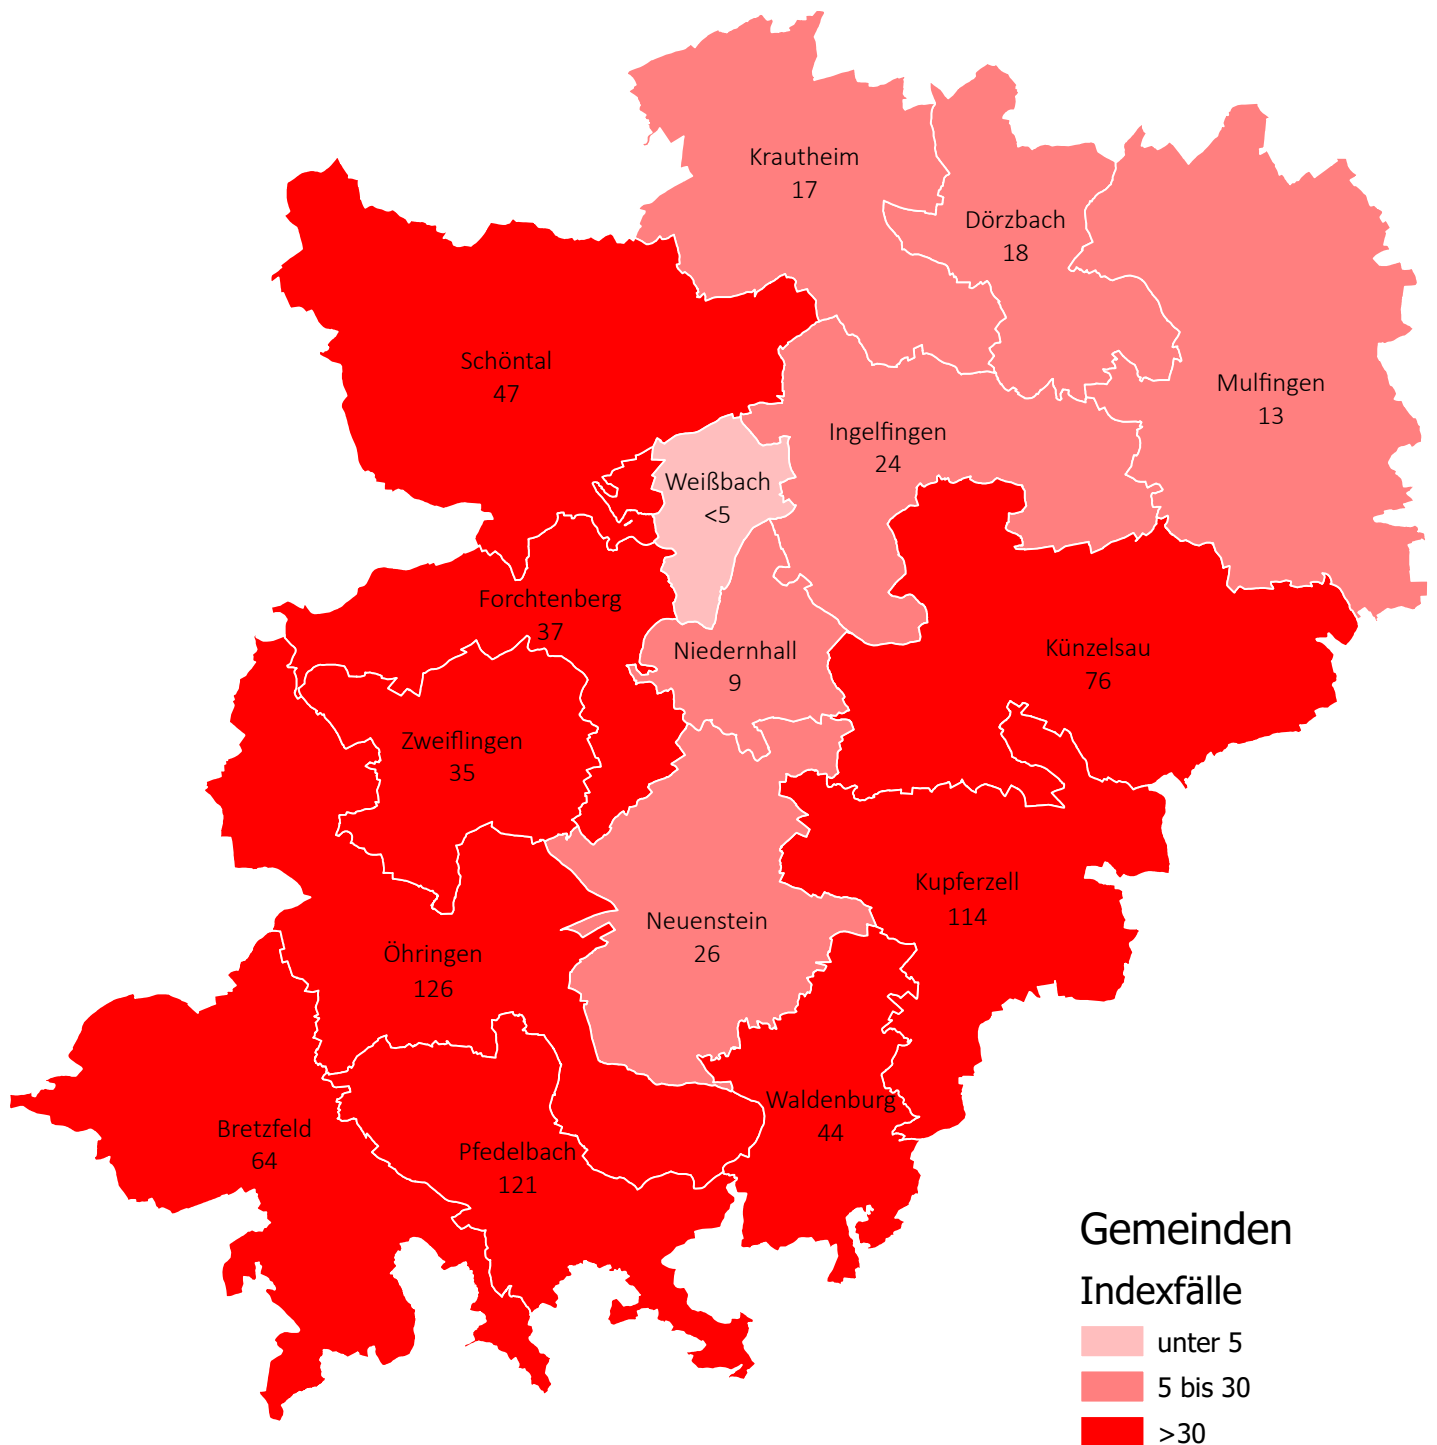 Krautheim
17
Dörzbach
18
Schöntal
47
Mulfingen
13
Ingelfingen
24
Weißbach
<5
Forchtenberg
37
Niedernhall
9
Künzelsau
76
Zweiflingen
35
Kupferzell
114
Neuenstein
26
Öhringen
126
Waldenburg
44
Bretzfeld
64
Pfedelbach
121
Gemeinden
Indexfälle
unter 5
5 bis 30
>30